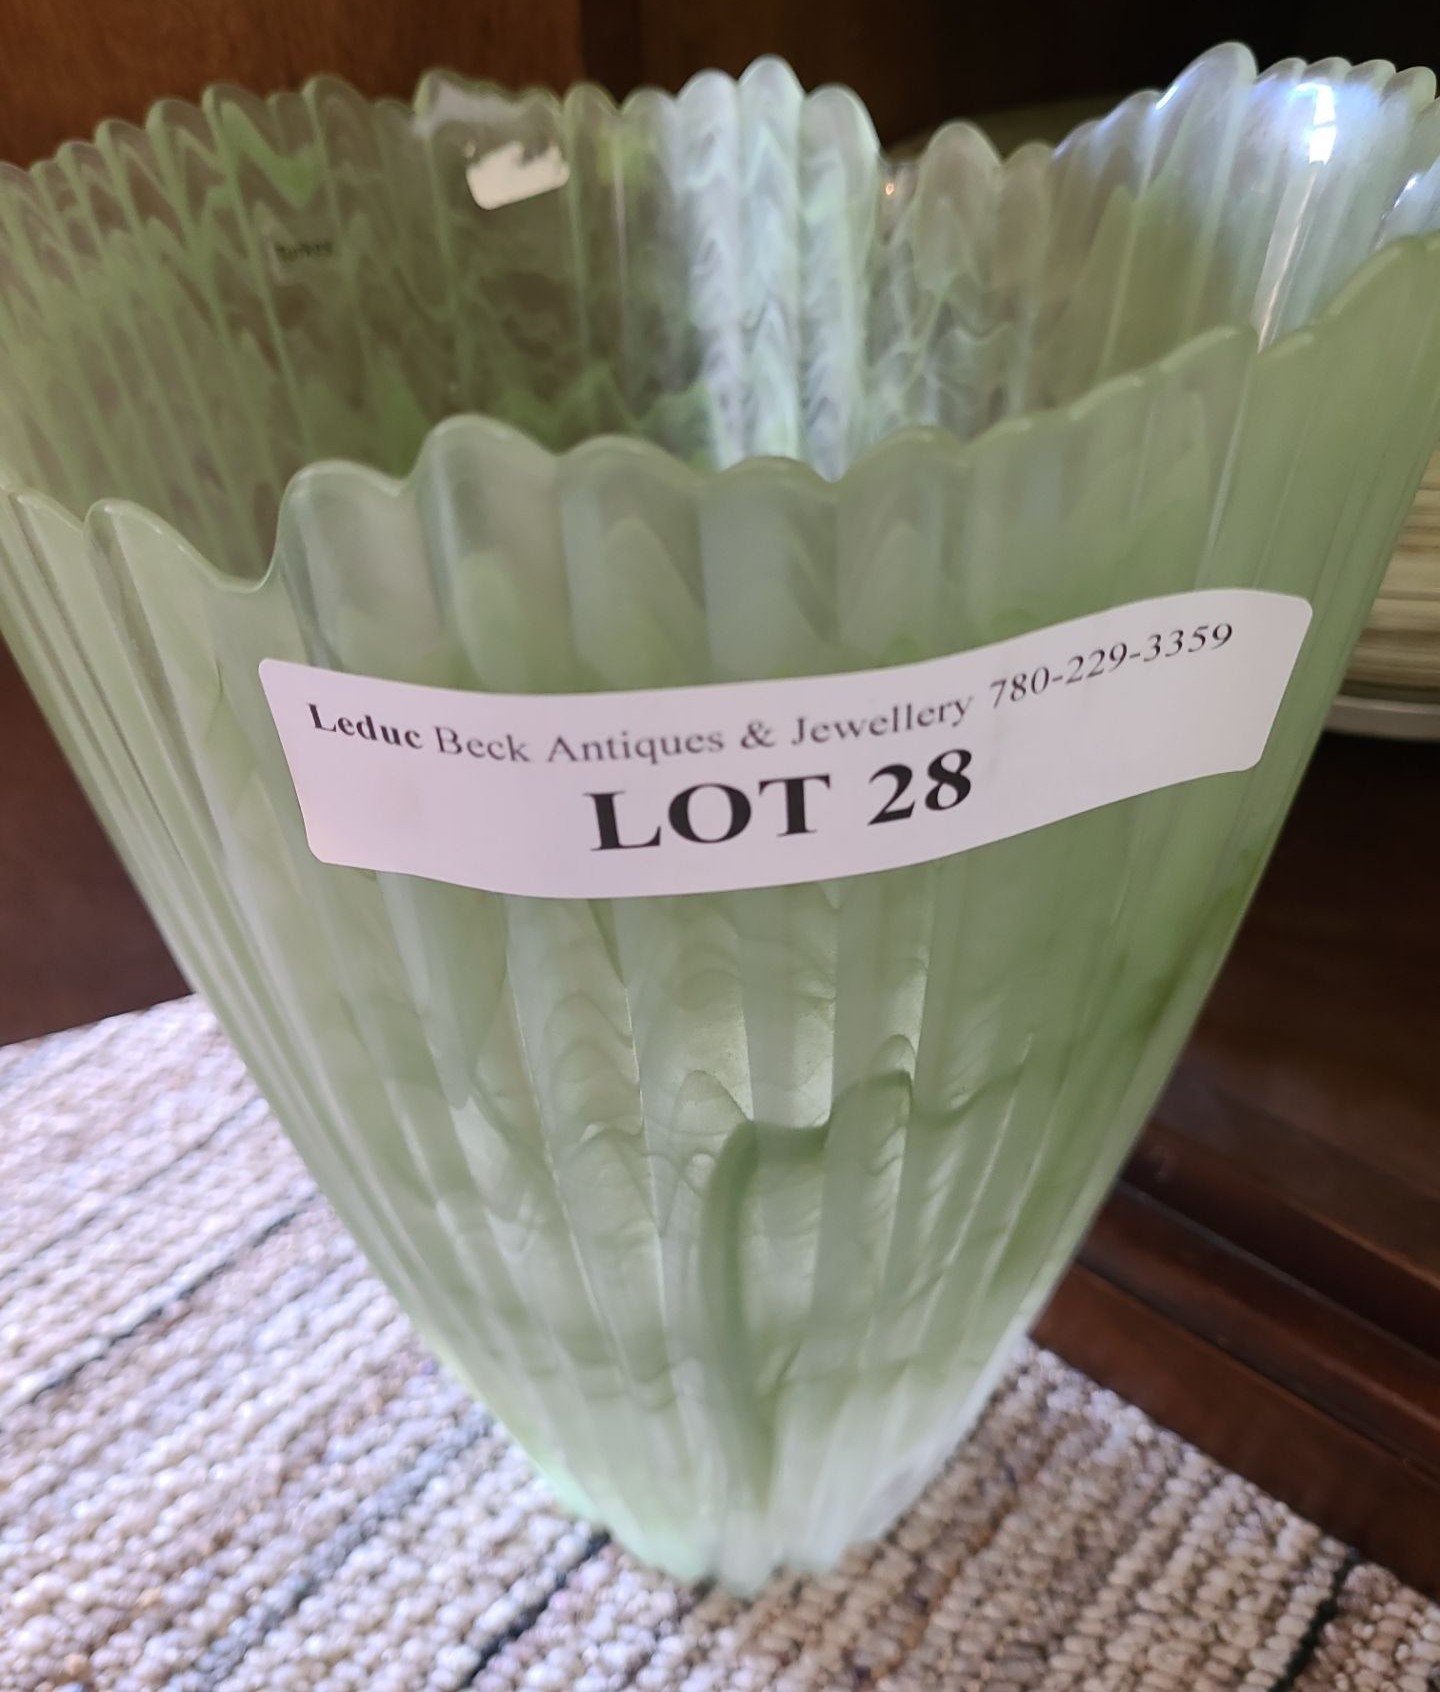 Leduc Beck Antiques & Jewellery 780-229-3359
LOT 28